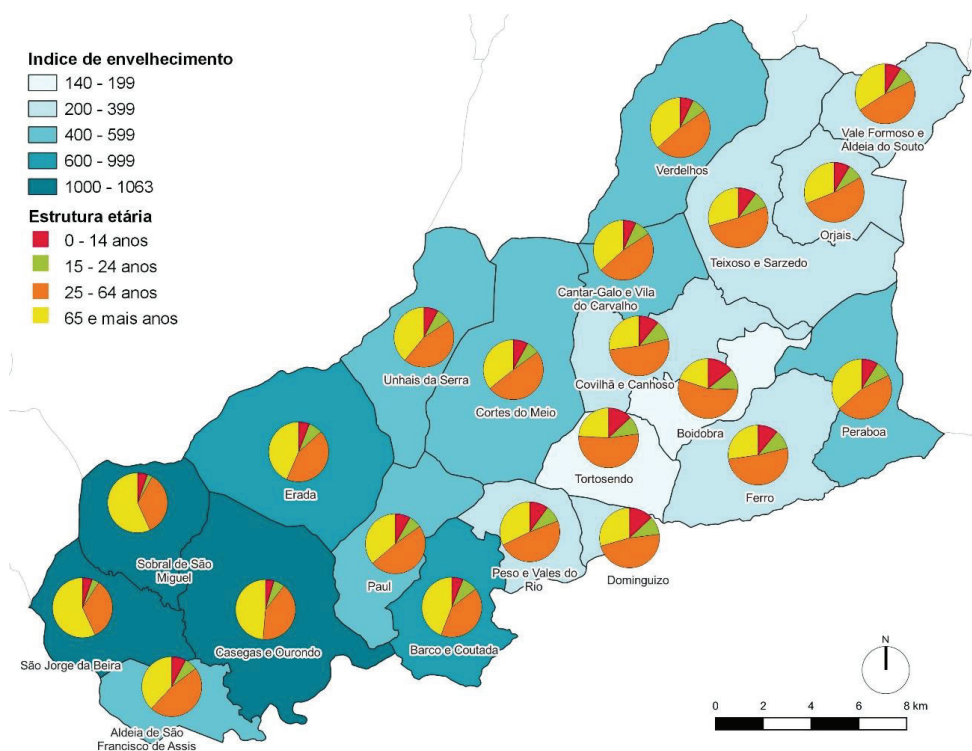 Indice de envelhecimento
140 - 199
200 - 399
400 - 599
600 - 999
1000 - 1063
Estrutura etária
0 - 14 anos
15 - 24 anos
25 - 64 anos
65 e mais anos
Vale Formoso e
Aldeia do Souto
Verdelhos
Orjais
Teixoso e Sarzedo
Cantar-Galo e Vila
do Carvalho
Unhais da Serra
Cortes do Meio
Covilhã e Canhoso
Boidobra
Peraboa
Tortosendo
Ferro
Erada
Sobral de São
Miguel
Paul
Peso e Vales do
Rio
Dominguizo
São Jorge da Beira
Casegas e Ourondo
Barco e Coutada
Aldeia de São
Francisco de Assis
N
0 2 4 6 8 km